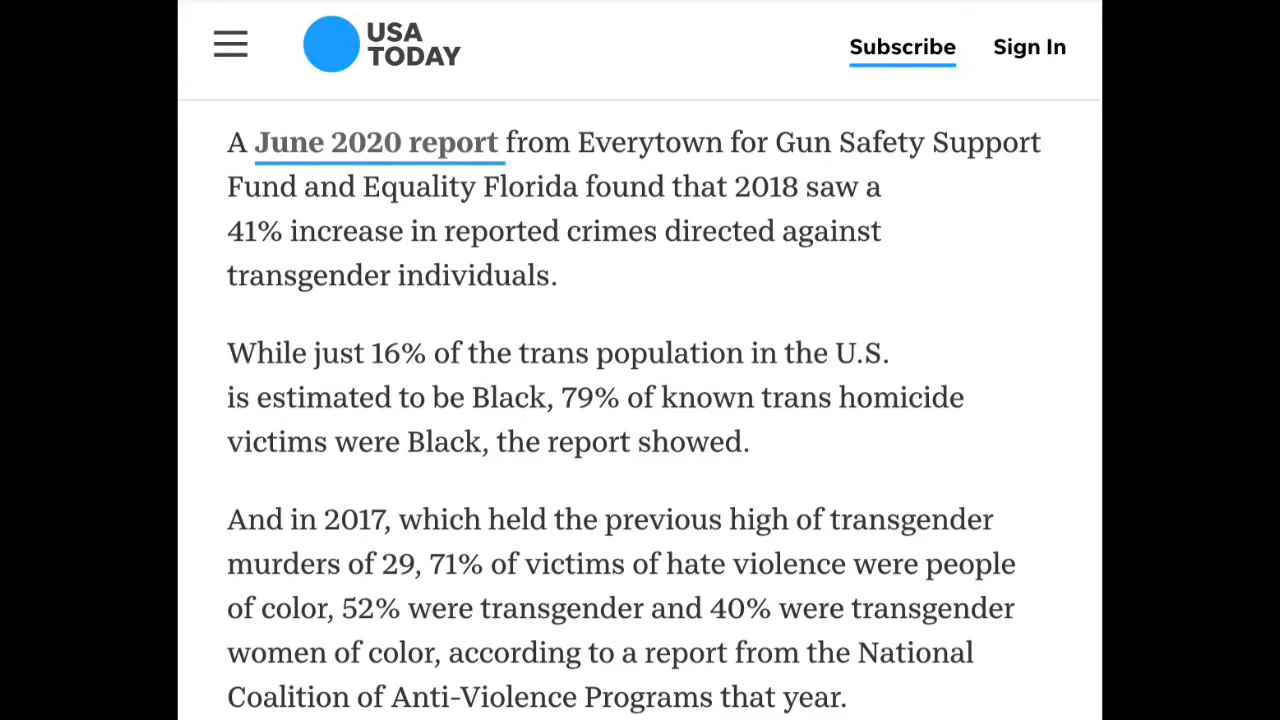 USA
TODAY
Subscribe
Sign In
A June 2020 report from Everytown for Gun Safety Support
Fund and Equality Florida found that 2018 saw a
41% increase in reported crimes directed against
transgender individuals.
While just 16% of the trans population in the U.S.
is estimated to be Black, 79% of known trans homicide
victims were Black, the report showed.
And in 2017, which held the previous high of transgender
murders of 29, 71% of victims of hate violence were people
of color, 52% were transgender and 40% were transgender
women of color, according to a report from the National
Coalition of Anti-Violence Programs that year.